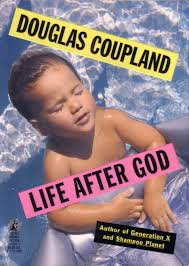 DOUGLAS COUPLAND
LIFE AFTER GOD
Author of Generation X
and Shampoo Planet